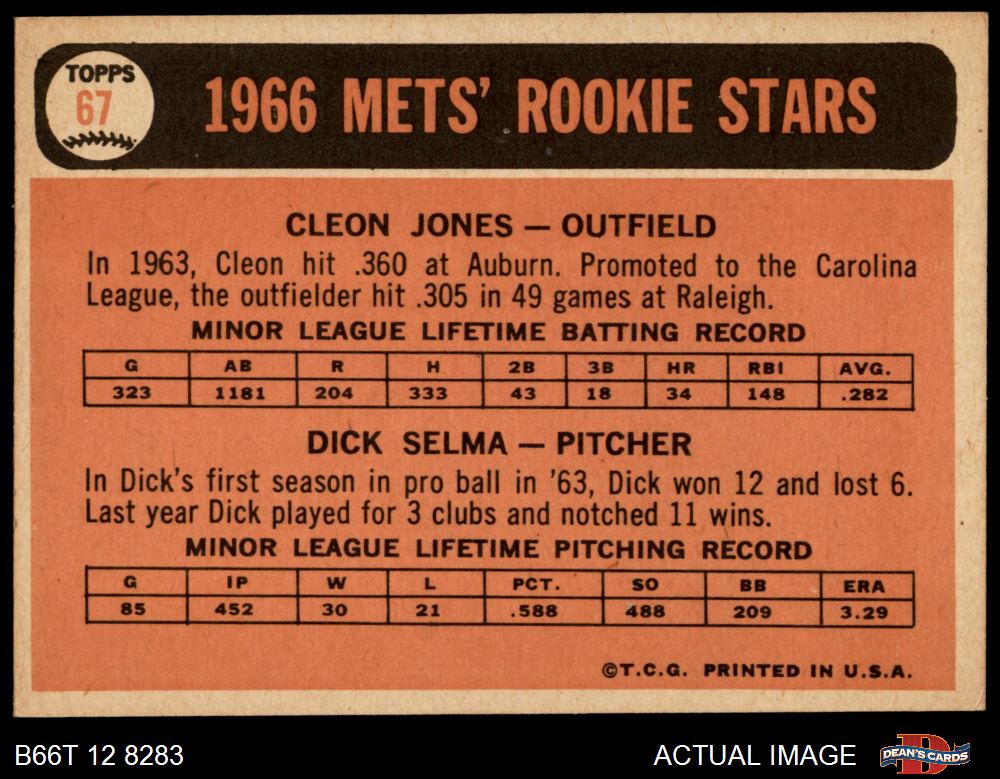 TOPPS
67
1966 METS' ROOKIE STARS
CLEON JONES — OUTFIELD
In 1963, Cleon hit .360 at Auburn. Promoted to the Carolina
League, the outfielder hit .305 in 49 games at Raleigh.
MINOR LEAGUE LIFETIME BATTING RECORD
G AB R H 2B 3B HR RBI AVG.
323 1181 204 333 43 18 34 148 .282
DICK SELMA — PITCHER
In Dick's first season in pro ball in '63, Dick won 12 and lost 6.
Last year Dick played for 3 clubs and notched 11 wins.
MINOR LEAGUE LIFETIME PITCHING RECORD
G IP W L PCT. SO BB ERA
85 452 30 21 .588 488 209 3.29
©T.C.G. PRINTED IN U.S.A.
B66T 12 8283
ACTUAL IMAGE
DEAN'S CARDS